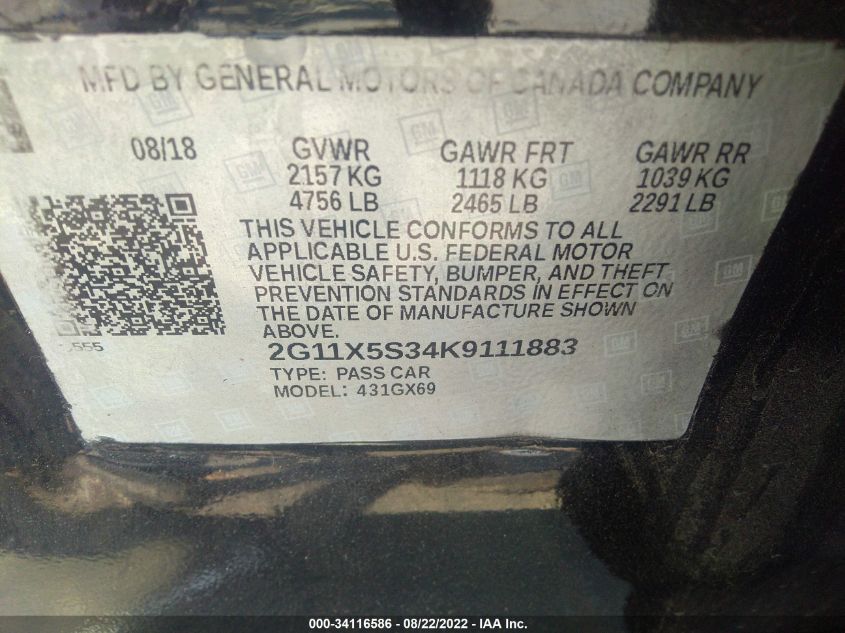 MFD BY GENERAL MOTORS OF CANADA COMPANY
08/18 GVWR GAWR FRT GAWR RR
2157 KG 1118 KG 1039 KG
4756 LB 2465 LB 2291 LB
THIS VEHICLE CONFORMS TO ALL
APPLICABLE U.S. FEDERAL MOTOR
VEHICLE SAFETY, BUMPER, AND THEFT
PREVENTION STANDARDS IN EFFECT ON
THE DATE OF MANUFACTURE SHOWN
ABOVE.
2G11X5S34K9111883
TYPE: PASS CAR
MODEL: 431GX69
000-34116586 - 08/22/2022 - IAA Inc.